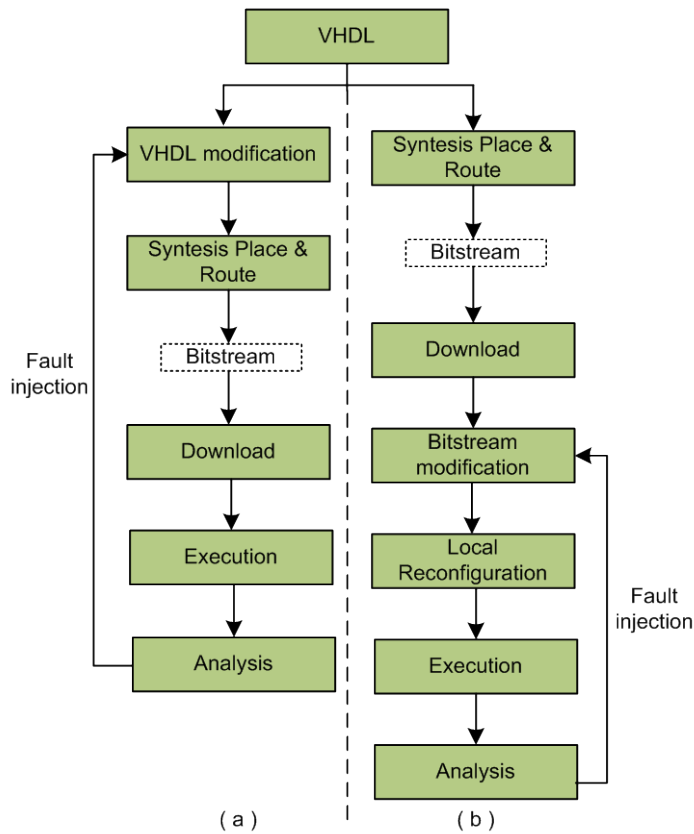 VHDL
VHDL modification
Syntesis Place &
Route
Bitstream
Download
Execution
Analysis
Fault
injection
( a )
Syntesis Place &
Route
Bitstream
Download
Bitstream
modification
Local
Reconfiguration
Execution
Analysis
Fault
injection
( b )